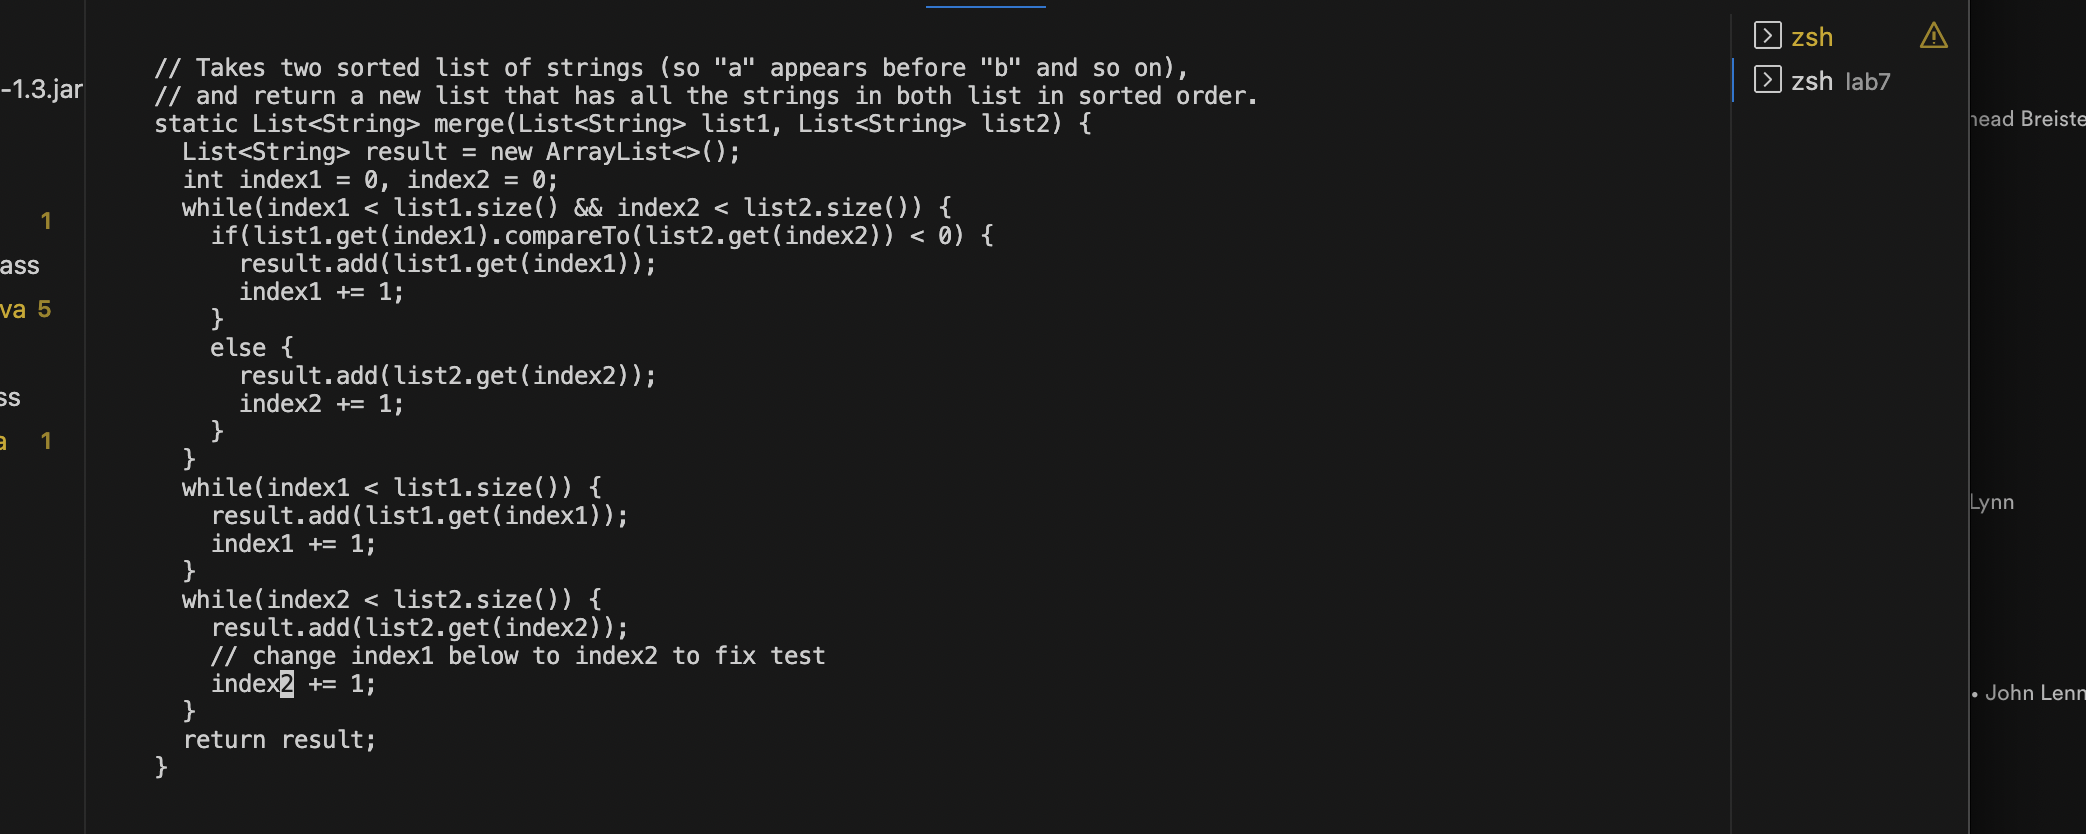 -1.3.jar
1
ass
va 5
ss
a 1
// Takes two sorted list of strings (so "a" appears before "b" and so on),
// and return a new list that has all the strings in both list in sorted order.
static List<String> merge(List<String> list1, List<String> list2) {
  List<String> result = new ArrayList<>();
  int index1 = 0, index2 = 0;
  while(index1 < list1.size() && index2 < list2.size()) {
    if(list1.get(index1).compareTo(list2.get(index2)) < 0) {
      result.add(list1.get(index1));
      index1 += 1;
    }
    else {
      result.add(list2.get(index2));
      index2 += 1;
    }
  }
  while(index1 < list1.size()) {
    result.add(list1.get(index1));
    index1 += 1;
  }
  while(index2 < list2.size()) {
    result.add(list2.get(index2));
    // change index1 below to index2 to fix test
    index2 += 1;
  }
  return result;
}
zsh
zsh lab7
head Breiste
Lynn
• John Lenn